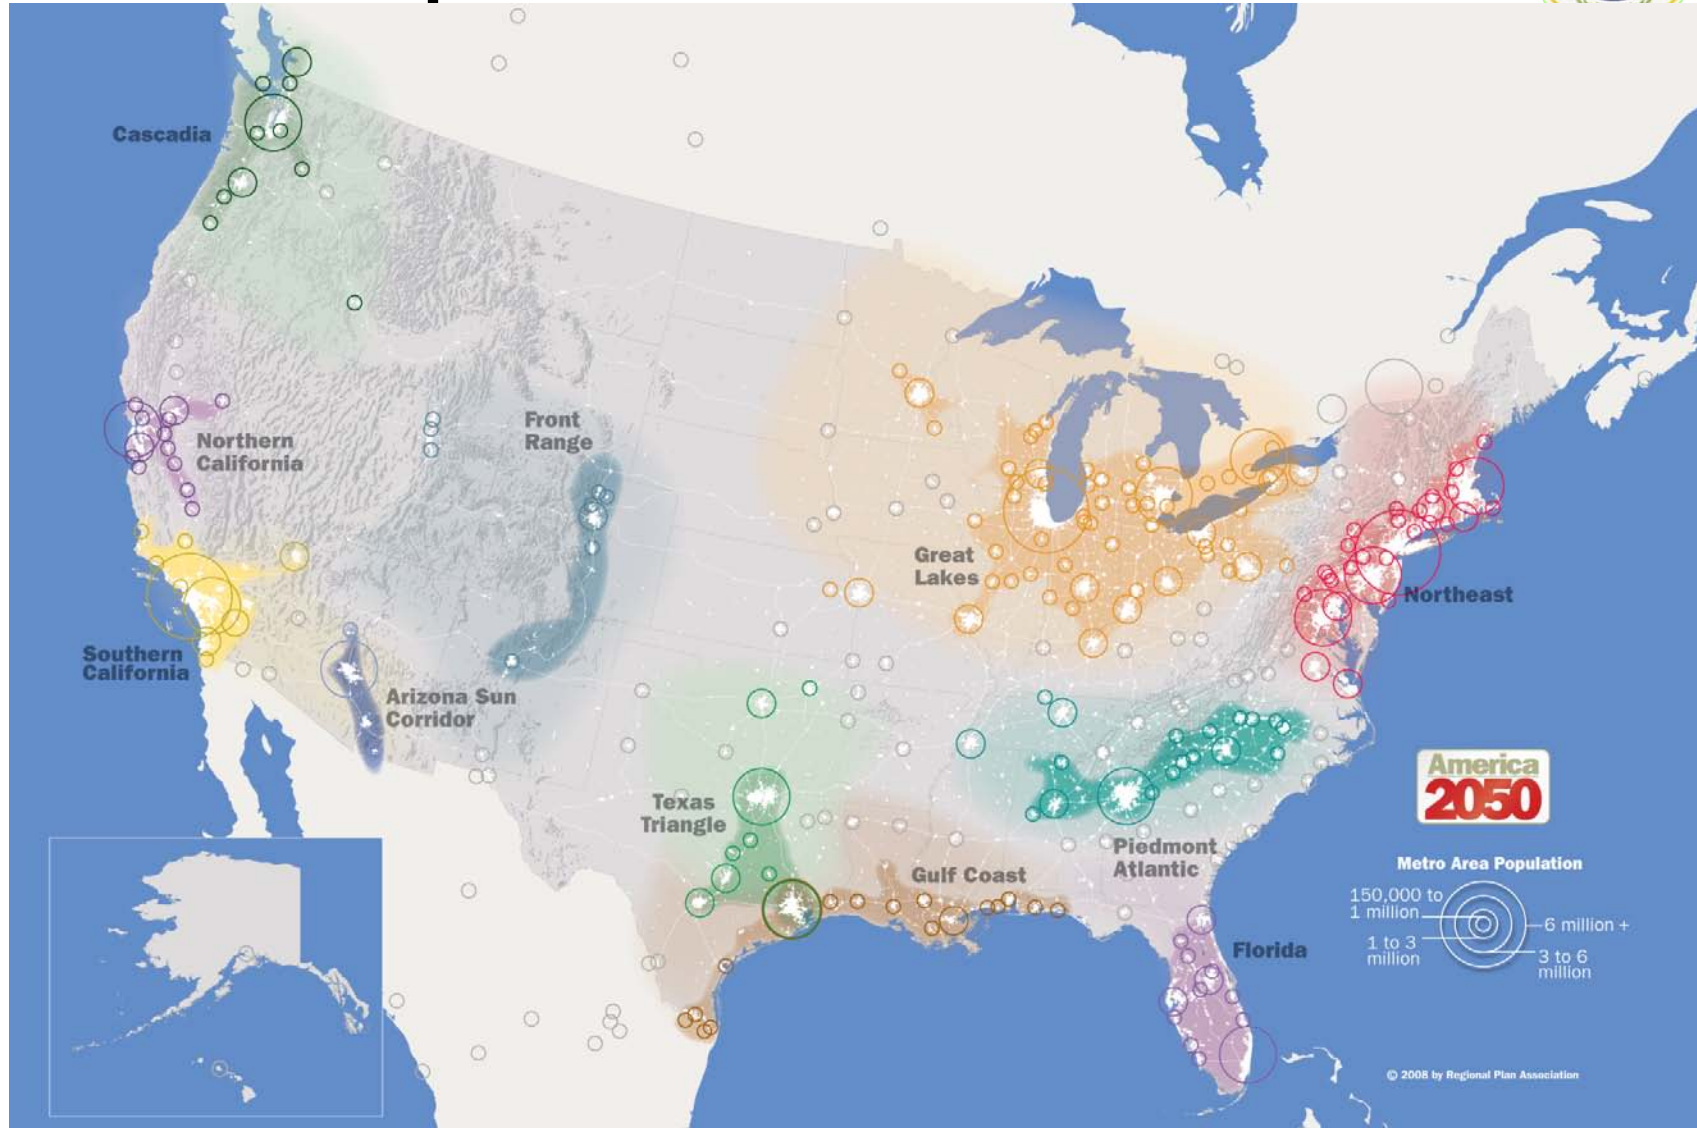 Cascadia
Northern
California
Southern
California
Front
Range
Arizona Sun
Corridor
Great
Lakes
Northeast
Texas
Triangle
Gulf Coast
Piedmont
Atlantic
Florida
America
2050
Metro Area Population
150,000 to
1 million
1 to 3
million
6 million +
3 to 6
million
© 2008 by Regional Plan Association